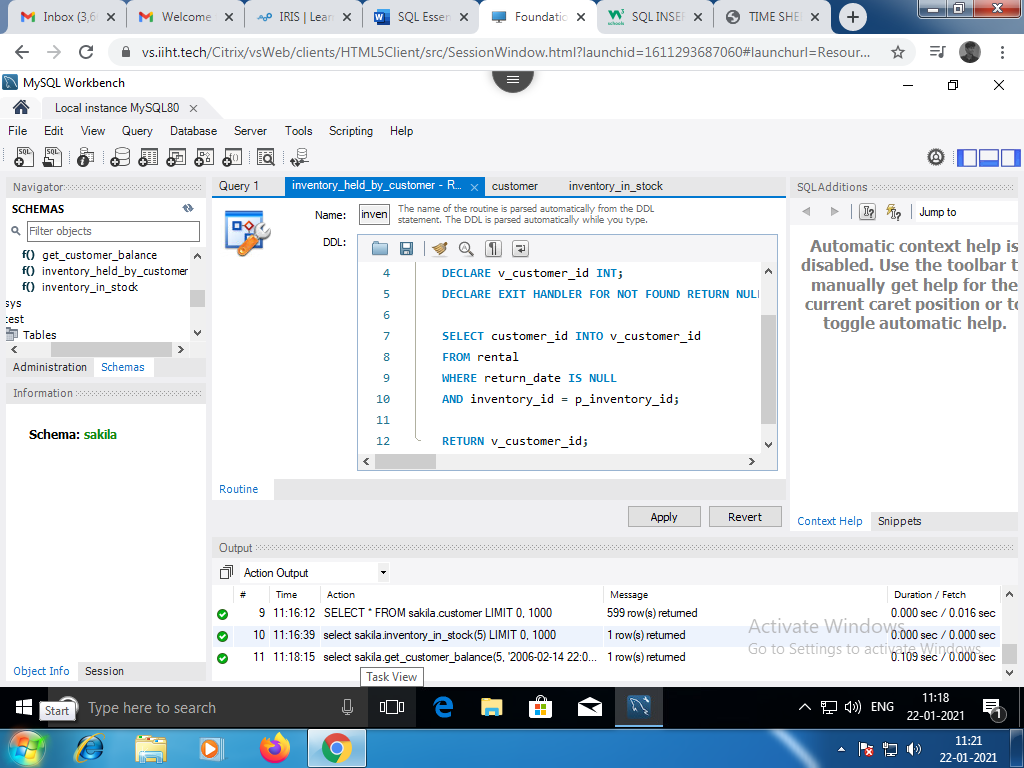 Inbox (3,6
Welcome
IRIS | Lear
SQL Essen
Foundatic
SQL INSER
TIME SHE
vs.iiht.tech/Citrix/vsWeb/clients/HTML5Client/src/SessionWindow.html?launchid=1611293687060#launchurl=Resour...
MySQL Workbench
Local instance MySQL80
File Edit View Query Database Server Tools Scripting Help
Navigator
SCHEMAS
Filter objects
f() get_customer_balance
f() inventory_held_by_customer
f() inventory_in_stock
sys
test
Tables
Administration Schemas
Information
Schema: sakila
Object Info Session
Query 1 inventory_held_by_customer - R... customer inventory_in_stock
Name: inven The name of the routine is parsed automatically from the DDL
statement. The DDL is parsed automatically while you type.
DDL:
4 DECLARE v_customer_id INT;
5 DECLARE EXIT HANDLER FOR NOT FOUND RETURN NULL
6
7 SELECT customer_id INTO v_customer_id
8 FROM rental
9 WHERE return_date IS NULL
10 AND inventory_id = p_inventory_id;
11
12 RETURN v_customer_id;
Routine
Apply Revert
SQL Additions
Jump to
Automatic context help is
disabled. Use the toolbar t
manually get help for the
current caret position or to
toggle automatic help.
Context Help Snippets
Output
Action Output
# Time Action Message Duration / Fetch
9 11:16:12 SELECT * FROM sakila.customer LIMIT 0, 1000 599 row(s) returned 0.000 sec / 0.016 sec
10 11:16:39 select sakila.inventory_in_stock(5) LIMIT 0, 1000 1 row(s) returned 0.000 sec / 0.000 sec
11 11:18:15 select sakila.get_customer_balance(5, '2006-02-14 22:0... 1 row(s) returned 0.109 sec / 0.000 sec
Activate Windows
Go to Settings to activate Windows.
Task View
Start
Type here to search
ENG
11:18
22-01-2021
1
11:21
22-01-2021